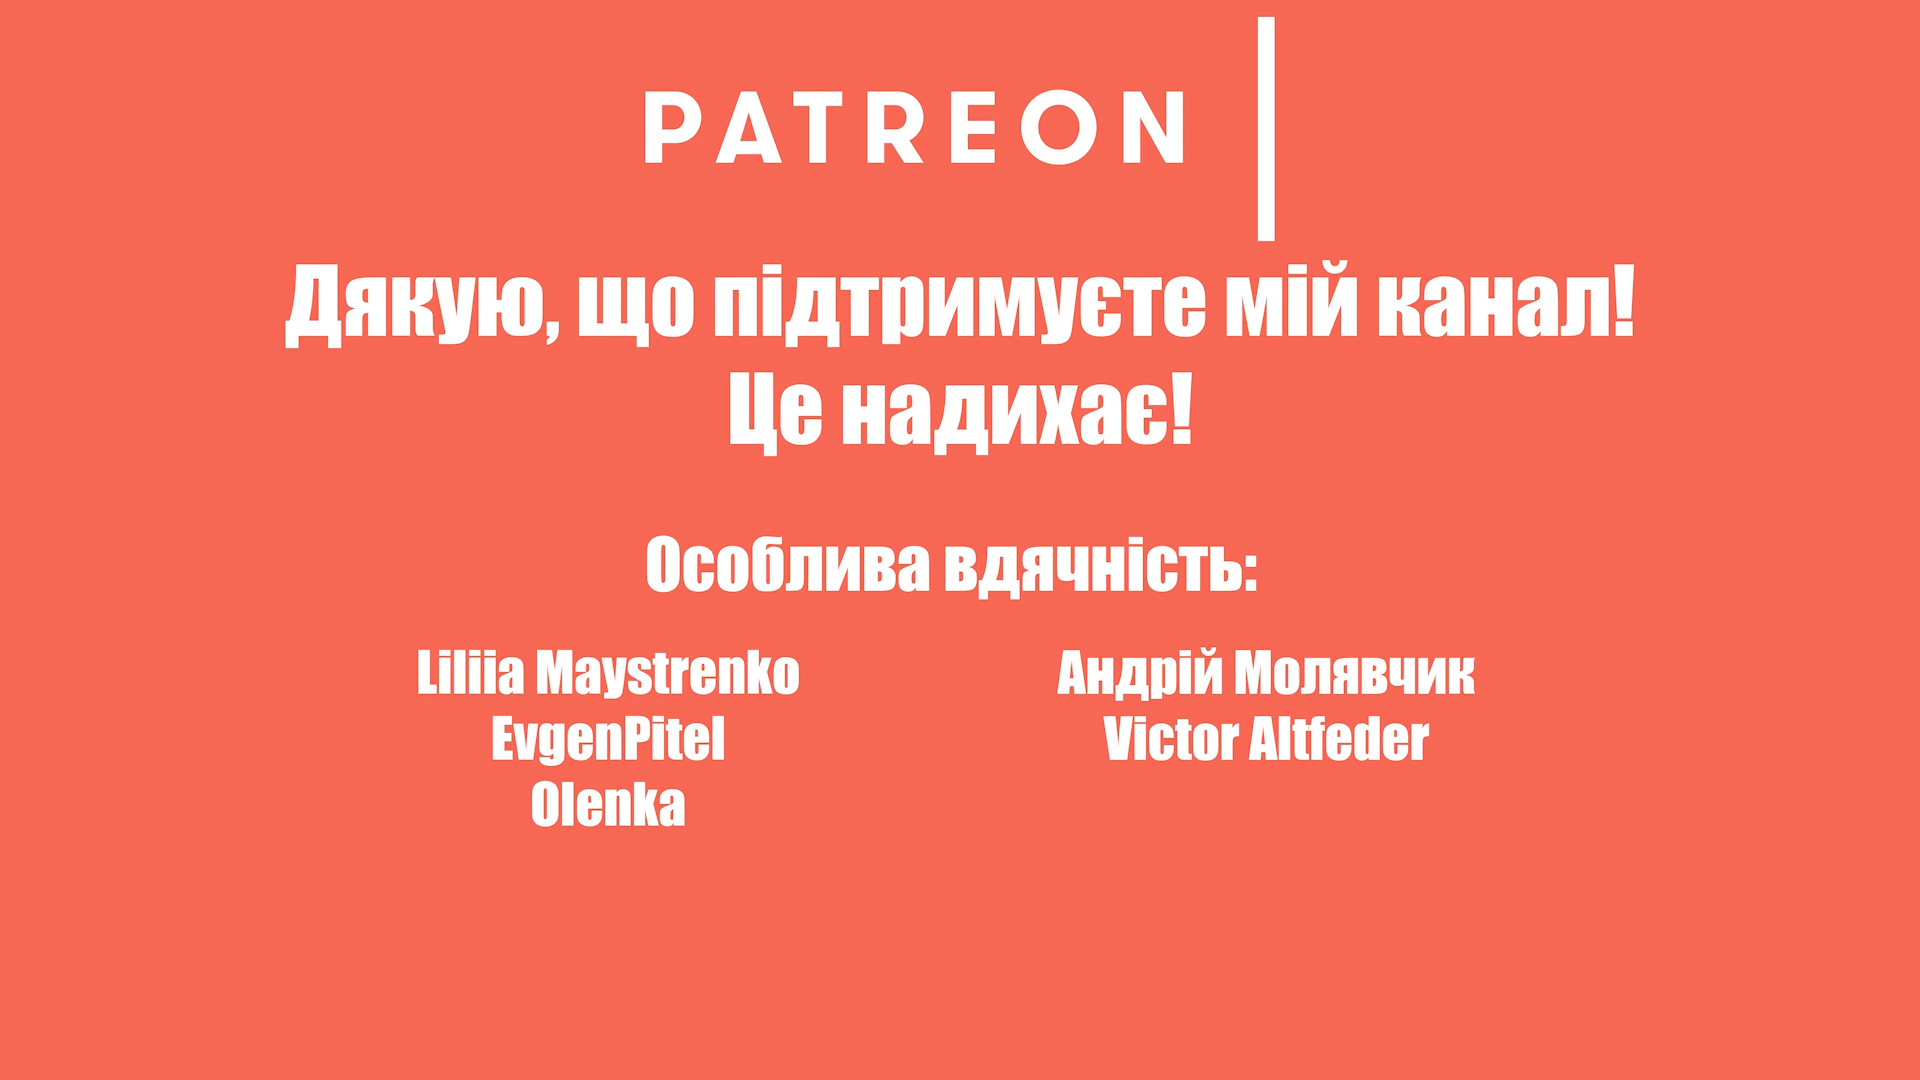 PATREON
Дякую, що підтримуєте мій канал!
Це надихає!
Особлива вдячність:
Liliia Maystrenko
EvgenPitel
Olenka
Андрій Молявчик
Victor Altfeder